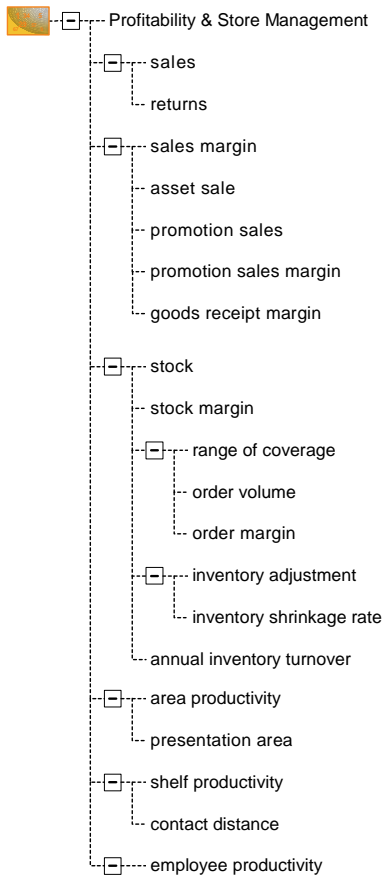 Profitability & Store Management
sales
returns
sales margin
asset sale
promotion sales
promotion sales margin
goods receipt margin
stock
stock margin
range of coverage
order volume
order margin
inventory adjustment
inventory shrinkage rate
annual inventory turnover
area productivity
presentation area
shelf productivity
contact distance
employee productivity